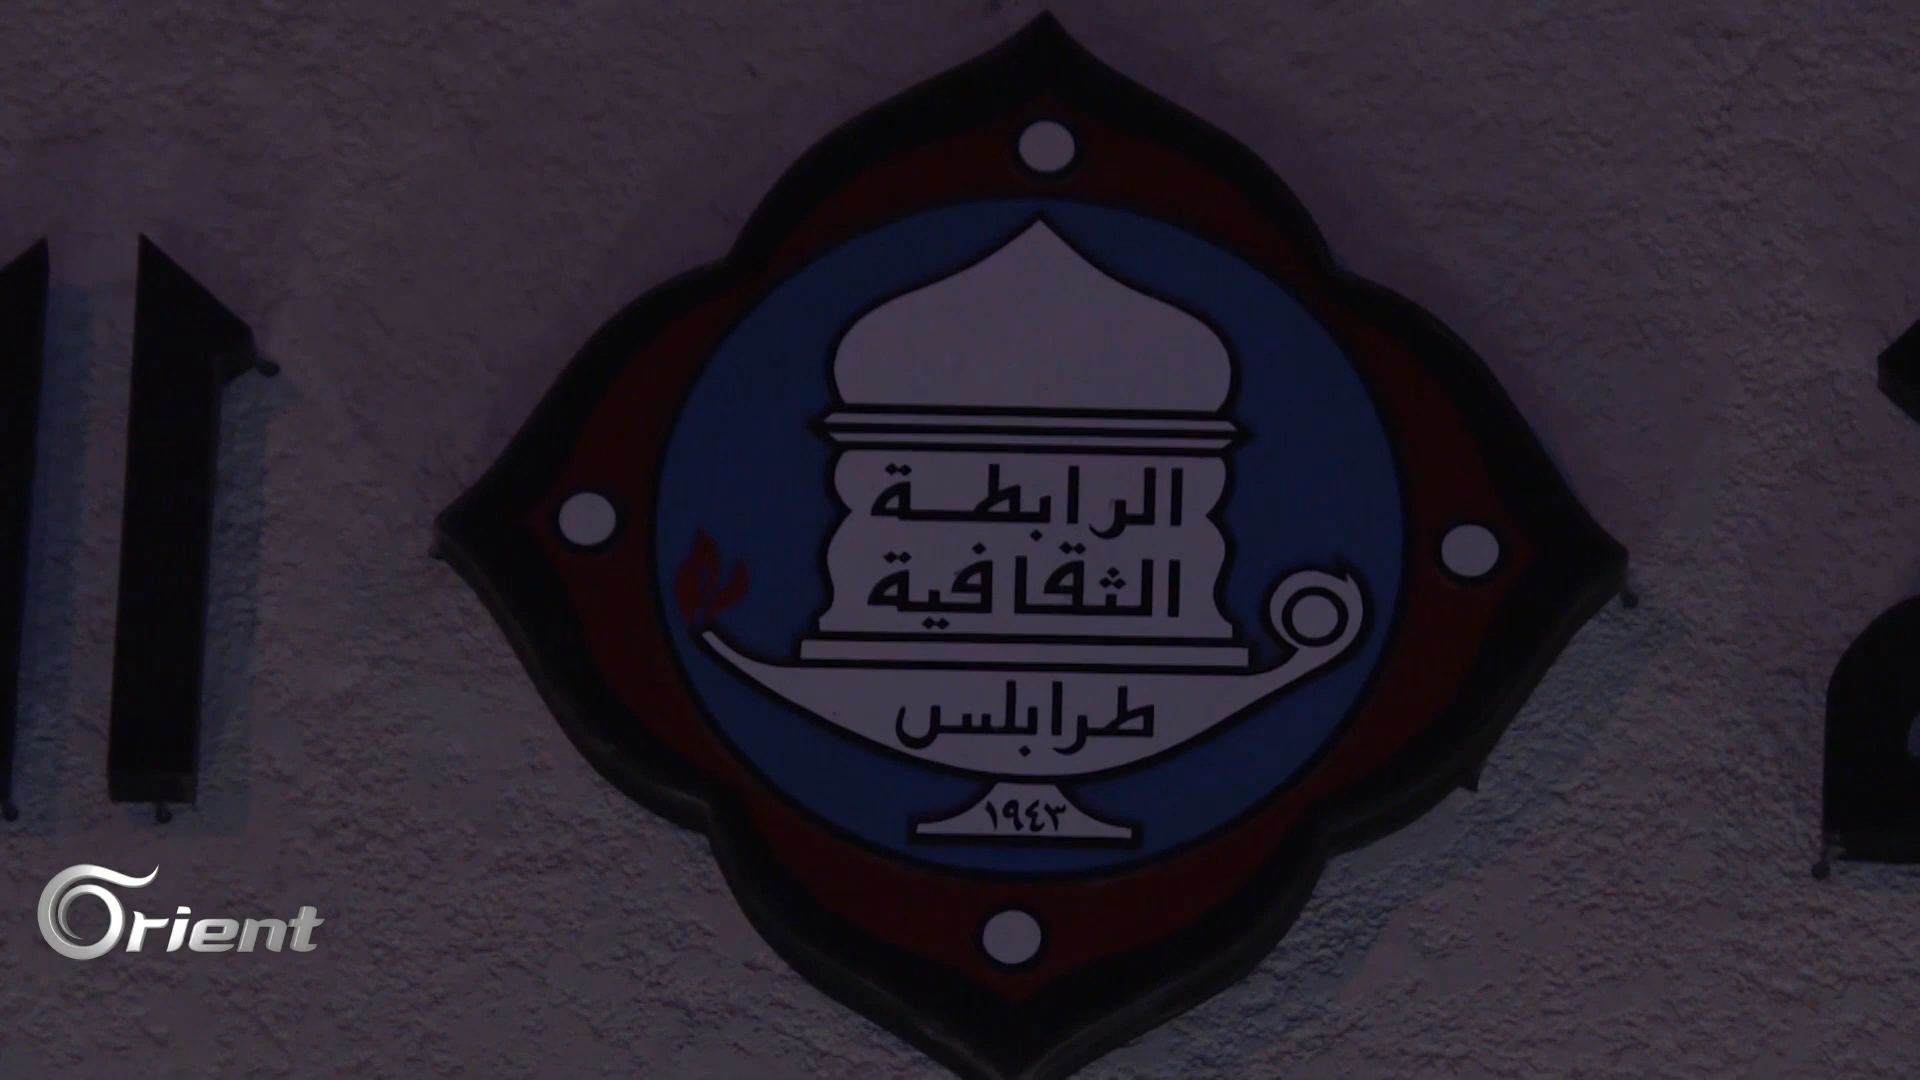 الرابطة
الثقافية
طرابلس
١٩٤٣
Orient